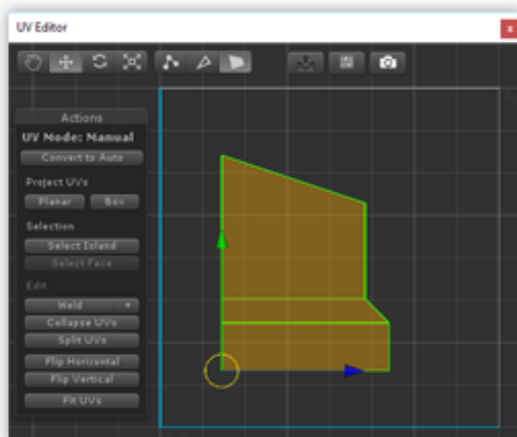 UV Editor
x
Actions
UV Mode: Manual
Convert to Auto
Project UVs
Planar
Box
Selection
Select Island
Select Face
Edit
Weld
Collapse UVs
Split UVs
Flip Horizontal
Flip Vertical
Fit UVs